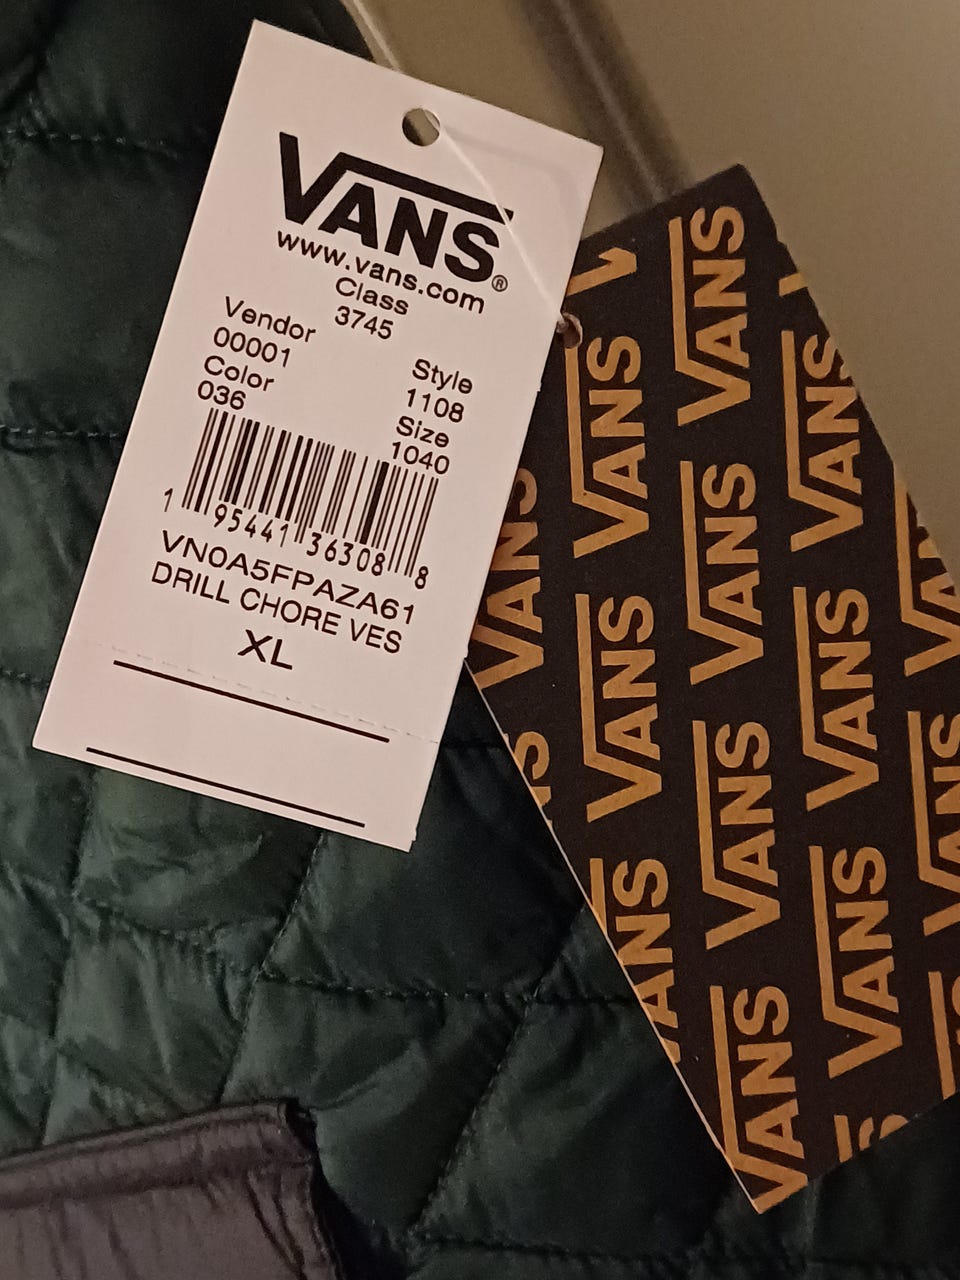 VANS®
www.vans.com
Class
3745
Vendor
00001
Color
036
Style
1108
Size
1040
1 95441 36308 8
VN0A5FPAZA61
DRILL CHORE VES
XL
VANS
VANS
VANS
VANS
VANS
VANS
VANS
VANS
VANS
VANS
VANS
VANS
VANS